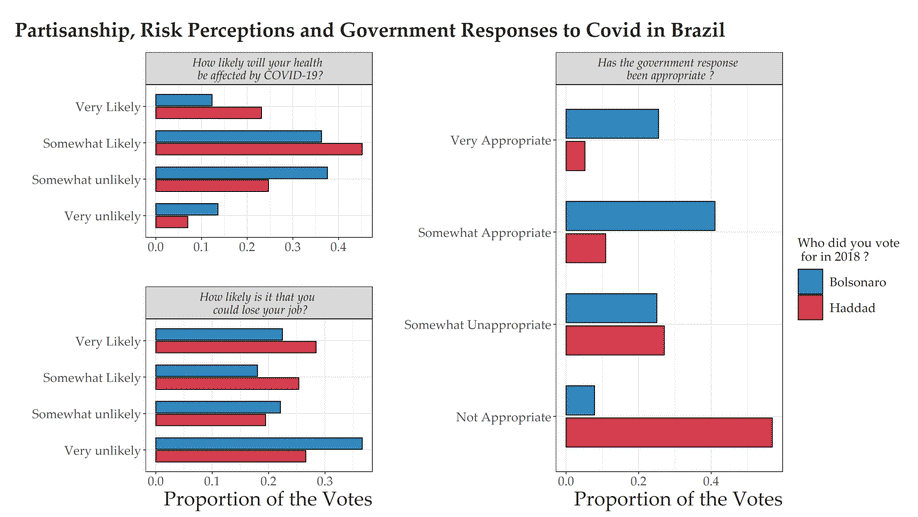 Partisanship, Risk Perceptions and Government Responses to Covid in Brazil
How likely will your health
be affected by COVID-19?
Very Likely
Somewhat Likely
Somewhat unlikely
Very unlikely
0.0 0.1 0.2 0.3 0.4
How likely is it that you
could lose your job?
Very Likely
Somewhat Likely
Somewhat unlikely
Very unlikely
0.0 0.1 0.2 0.3
Proportion of the Votes
Has the government response
been appropriate ?
Very Appropriate
Somewhat Appropriate
Somewhat Unappropriate
Not Appropriate
0.0 0.2 0.4
Proportion of the Votes
Who did you vote
for in 2018 ?
Bolsonaro
Haddad